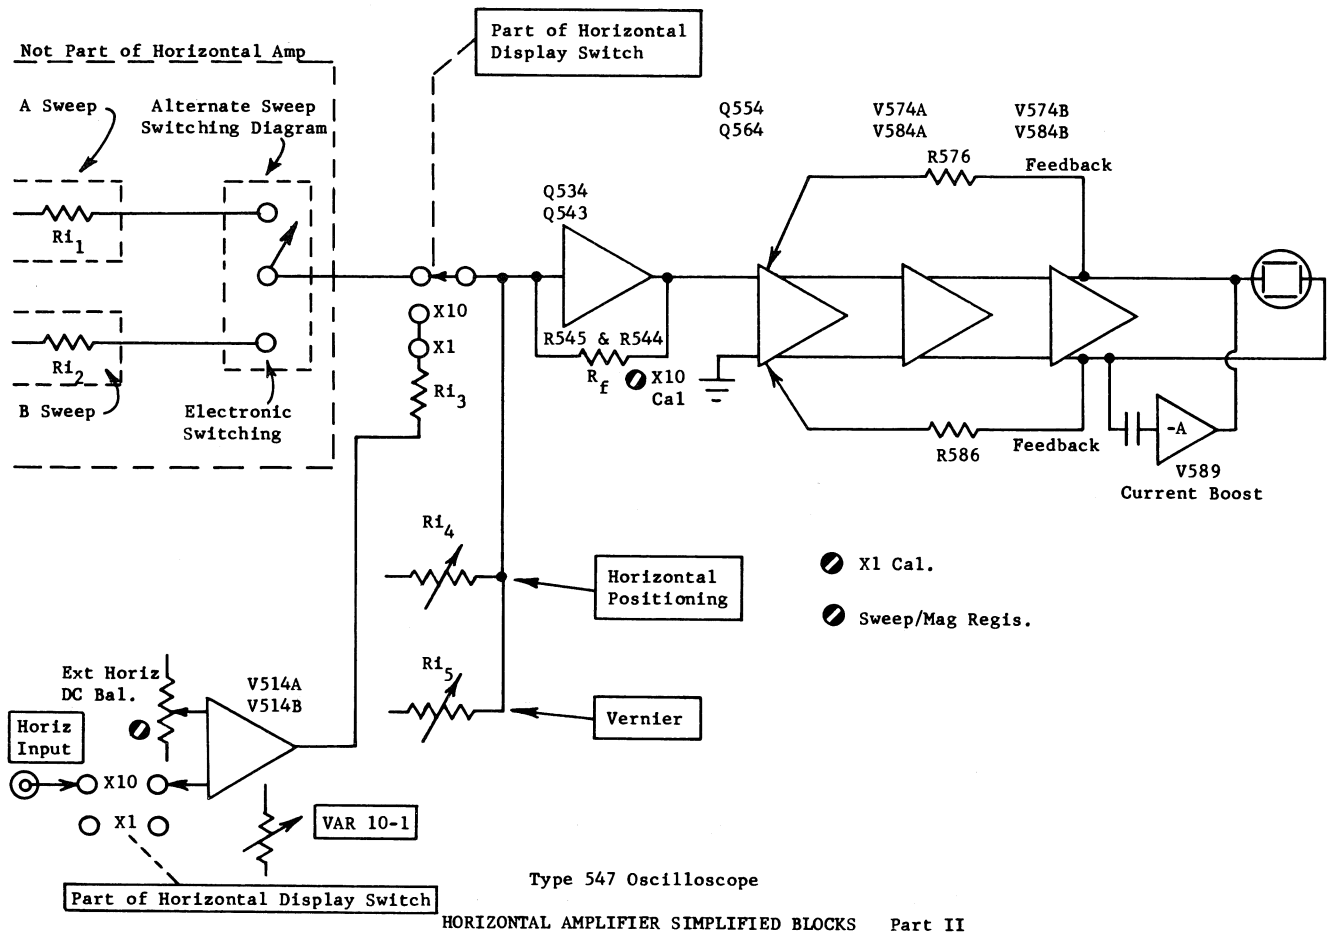 Part of Horizontal
Display Switch
Not Part of Horizontal Amp
A Sweep
Alternate Sweep
Switching Diagram
Q554
Q564
V574A
V584A
V574B
V584B
R576
Feedback
Q534
Q543
Ri1
X10
X1
R545 & R544
Rf
X10
Cal
Ri2
Ri3
B Sweep
Electronic
Switching
R586
Feedback
-A
V589
Current Boost
Ri4
Horizontal
Positioning
X1 Cal.
Sweep/Mag Regis.
Ri5
Vernier
Ext Horiz
DC Bal.
V514A
V514B
Horiz
Input
X10
X1
VAR 10-1
Part of Horizontal Display Switch
Type 547 Oscilloscope
HORIZONTAL AMPLIFIER SIMPLIFIED BLOCKS Part II